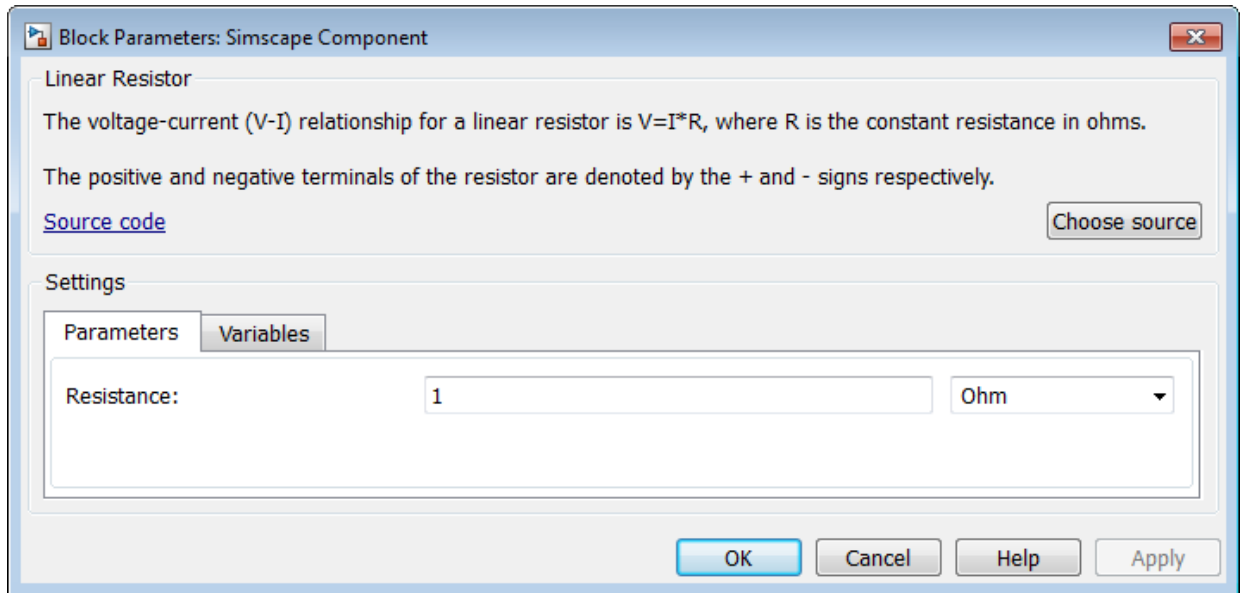 Block Parameters: Simscape Component
Linear Resistor
The voltage-current (V-I) relationship for a linear resistor is V=I*R, where R is the constant resistance in ohms.
The positive and negative terminals of the resistor are denoted by the + and - signs respectively.
Source code Choose source
Settings
Parameters Variables
Resistance: 1 Ohm
OK Cancel Help Apply